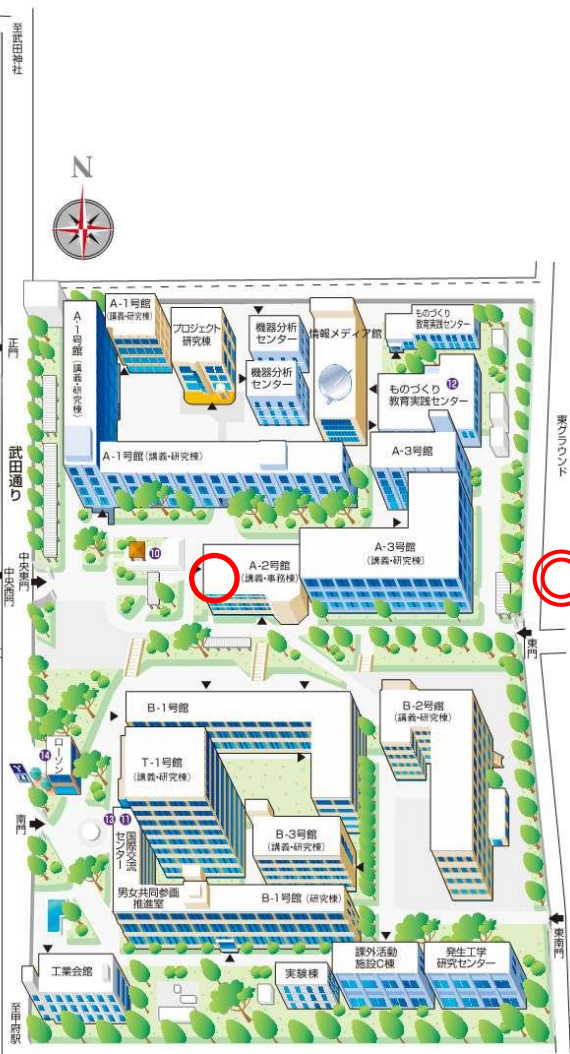 至武田神社
N
A-1号館
(講義・研究棟)
A-1号館(講義・研究棟)
プロジェクト
研究棟
機器分析
センター
情報メディア館
ものづくり
教育実践センター
機器分析
センター
正門
ものづくり
教育実践センター
⑫
東グラウンド
武田通り
A-1号館(講義・研究棟)
A-3号館
中央東門
中央西門
⑩
A-2号館
(講義・事務棟)
A-3号館
(講義・研究棟)
東門
B-1号館
B-2号館
(講義・研究棟)
⑭
ローソン
T-1号館
(講義・研究棟)
南門
⑬
⑪
国際交流
センター
B-3号館
(講義・研究棟)
男女共同参画
推進室
B-1号館(研究棟)
東南門
工業会館
実験棟
課外活動
施設C棟
発生工学
研究センター
至甲府駅